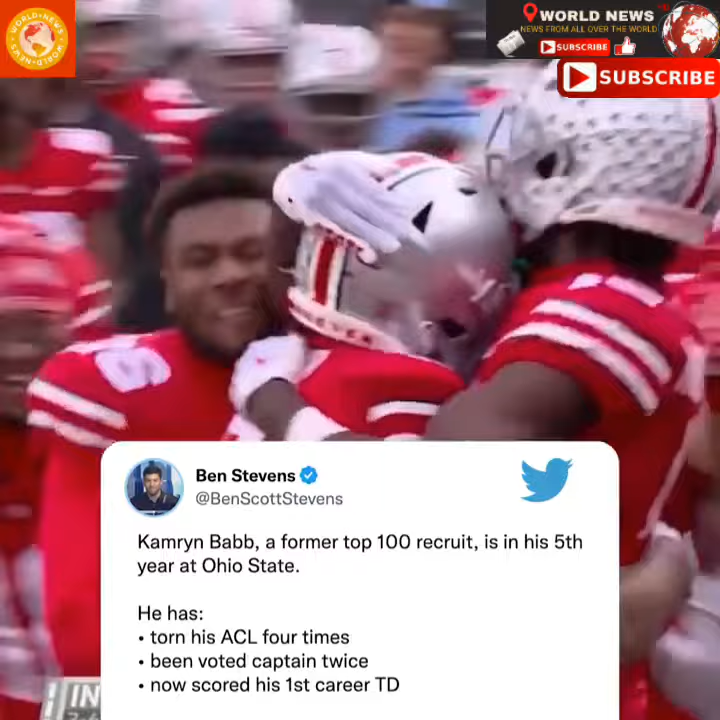 WORLD NEWS
NEWS FROM ALL OVER THE WORLD
SUBSCRIBE
SUBSCRIBE
Ben Stevens
@BenScottStevens
Kamryn Babb, a former top 100 recruit, is in his 5th
year at Ohio State.
He has:
• torn his ACL four times
• been voted captain twice
• now scored his 1st career TD
IN